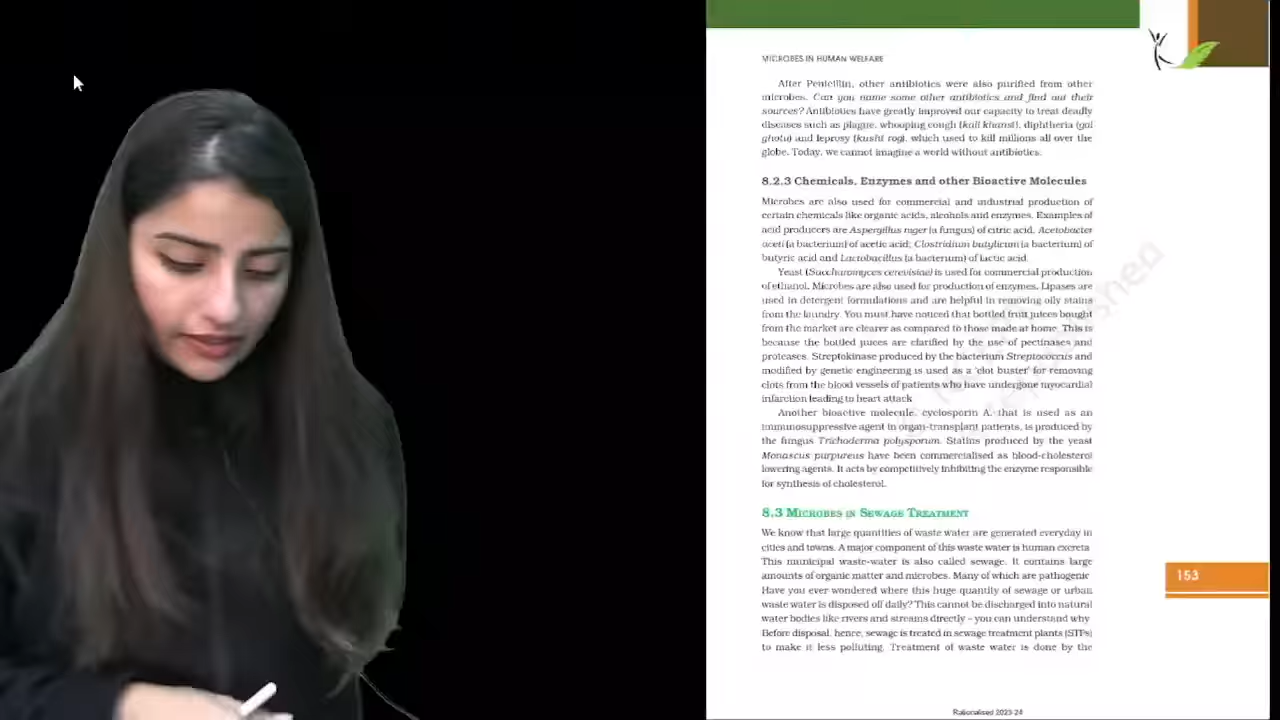 MICROBES IN HUMAN WELFARE
After Penicillin, other antibiotics were also purified from other
microbes. Can you name some other antibiotics and find out their
sources? Antibiotics have greatly improved our capacity to treat deadly
diseases such as plague, whooping cough (kali khansi), diphtheria (gal
ghotu) and leprosy (kusht rog), which used to kill millions all over the
globe. Today, we cannot imagine a world without antibiotics.
8.2.3 Chemicals, Enzymes and other Bioactive Molecules
Microbes are also used for commercial and industrial production of
certain chemicals like organic acids, alcohols and enzymes. Examples of
acid producers are Aspergillus niger (a fungus) of citric acid, Acetobacter
aceti (a bacterium) of acetic acid; Clostridium butylicum (a bacterium) of
butyric acid and Lactobacillus (a bacterium) of lactic acid.
Yeast (Saccharomyces cerevisiae) is used for commercial production
of ethanol. Microbes are also used for production of enzymes. Lipases are
used in detergent formulations and are helpful in removing oily stains
from the laundry. You must have noticed that bottled fruit juices bought
from the market are clearer as compared to those made at home. This is
because the bottled juices are clarified by the use of pectinases and
proteases. Streptokinase produced by the bacterium Streptococcus and
modified by genetic engineering is used as a 'clot buster' for removing
clots from the blood vessels of patients who have undergone myocardial
infarction leading to heart attack
Another bioactive molecule, cyclosporin A, that is used as an
immunosuppressive agent in organ-transplant patients, is produced by
the fungus Trichoderma polysporum. Statins produced by the yeast
Monascus purpureus have been commercialised as blood-cholesterol
lowering agents. It acts by competitively inhibiting the enzyme responsible
for synthesis of cholesterol.
8.3 MICROBES IN SEWAGE TREATMENT
We know that large quantities of waste water are generated everyday in
cities and towns. A major component of this waste water is human excreta
This municipal waste-water is also called sewage. It contains large
amounts of organic matter and microbes. Many of which are pathogenic
Have you ever wondered where this huge quantity of sewage or urban
waste water is disposed off daily? This cannot be discharged into natural
water bodies like rivers and streams directly – you can understand why
Before disposal, hence, sewage is treated in sewage treatment plants (STPs)
to make it less polluting. Treatment of waste water is done by the
153
Rationalised 2023-24